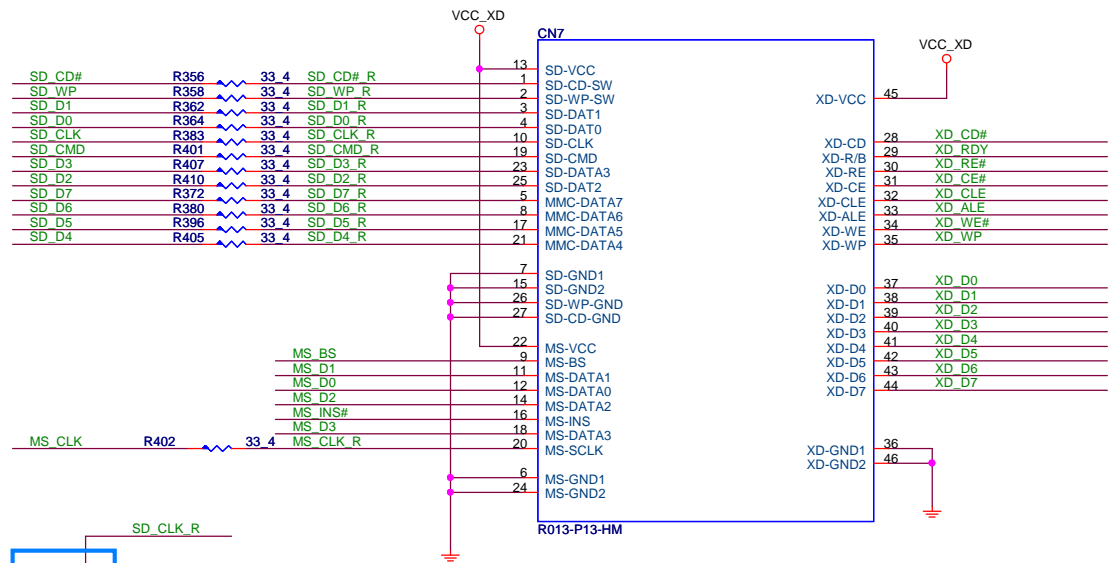 VCC_XD
CN7
VCC_XD
13 SD-VCC
SD_CD# R356 33_4 SD_CD#_R 1 SD-CD-SW
SD_WP R358 33_4 SD_WP_R 2 SD-WP-SW XD-VCC 45
SD_D1 R362 33_4 SD_D1_R 3 SD-DAT1
SD_D0 R364 33_4 SD_D0_R 4 SD-DAT0
SD_CLK R383 33_4 SD_CLK_R 10 SD-CLK XD-CD 28 XD_CD#
SD_CMD R401 33_4 SD_CMD_R 19 SD-CMD XD-R/B 29 XD_RDY
SD_D3 R407 33_4 SD_D3_R 23 SD-DATA3 XD-RE 30 XD_RE#
SD_D2 R410 33_4 SD_D2_R 25 SD-DAT2 XD-CE 31 XD_CE#
SD_D7 R372 33_4 SD_D7_R 5 MMC-DATA7 XD-CLE 32 XD_CLE
SD_D6 R380 33_4 SD_D6_R 8 MMC-DATA6 XD-ALE 33 XD_ALE
SD_D5 R396 33_4 SD_D5_R 17 MMC-DATA5 XD-WE 34 XD_WE#
SD_D4 R405 33_4 SD_D4_R 21 MMC-DATA4 XD-WP 35 XD_WP
7 SD-GND1
15 SD-GND2 XD-D0 37 XD_D0
26 SD-WP-GND XD-D1 38 XD_D1
27 SD-CD-GND XD-D2 39 XD_D2
XD-D3 40 XD_D3
22 MS-VCC XD-D4 41 XD_D4
MS_BS 9 MS-BS XD-D5 42 XD_D5
MS_D1 11 MS-DATA1 XD-D6 43 XD_D6
MS_D0 12 MS-DATA0 XD-D7 44 XD_D7
MS_D2 14 MS-DATA2
MS_INS# 16 MS-INS
MS_D3 18 MS-DATA3
MS_CLK R402 33_4 MS_CLK_R 20 MS-SCLK XD-GND1 36
XD-GND2 46
6 MS-GND1
24 MS-GND2
SD_CLK_R
R013-P13-HM